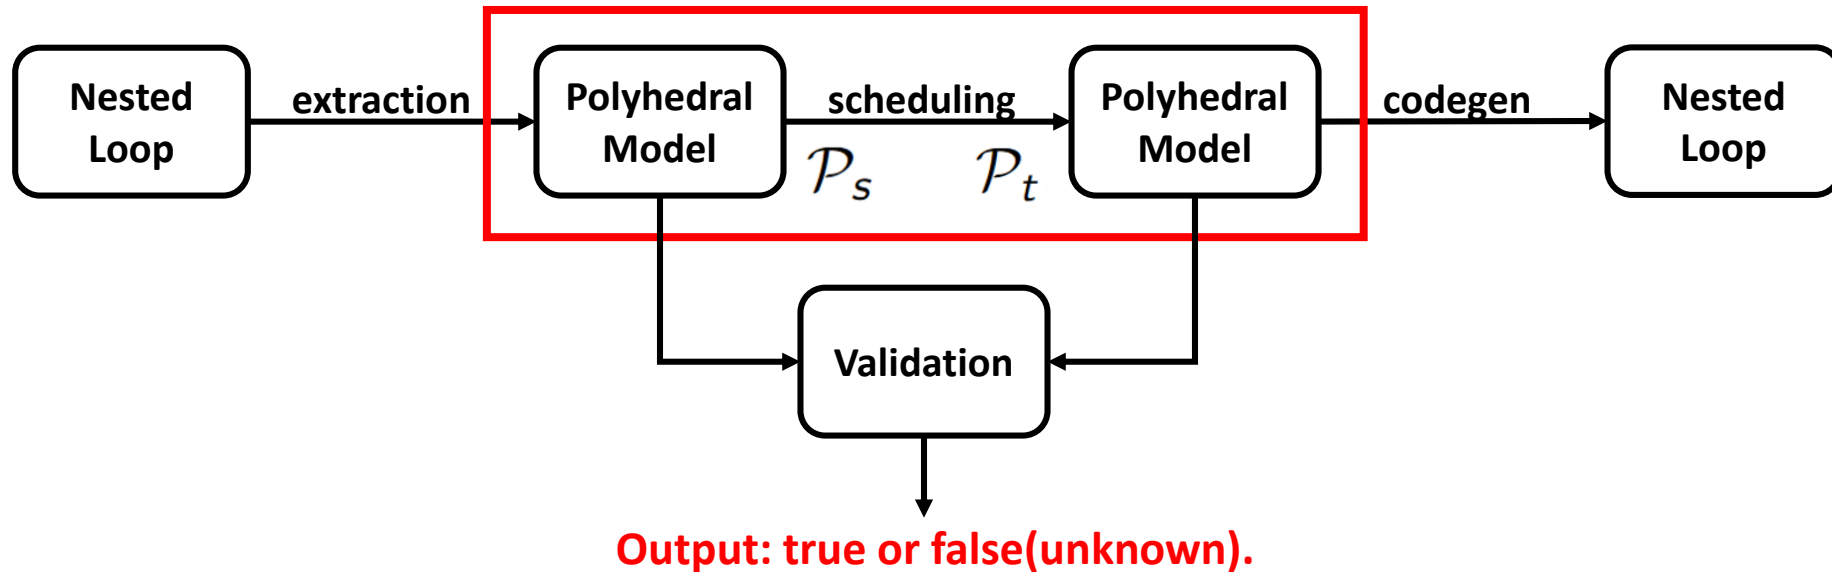 Nested
Loop
extraction
Polyhedral
Model
scheduling
𝒫s
𝒫t
Polyhedral
Model
codegen
Nested
Loop
Validation
Output: true or false(unknown).